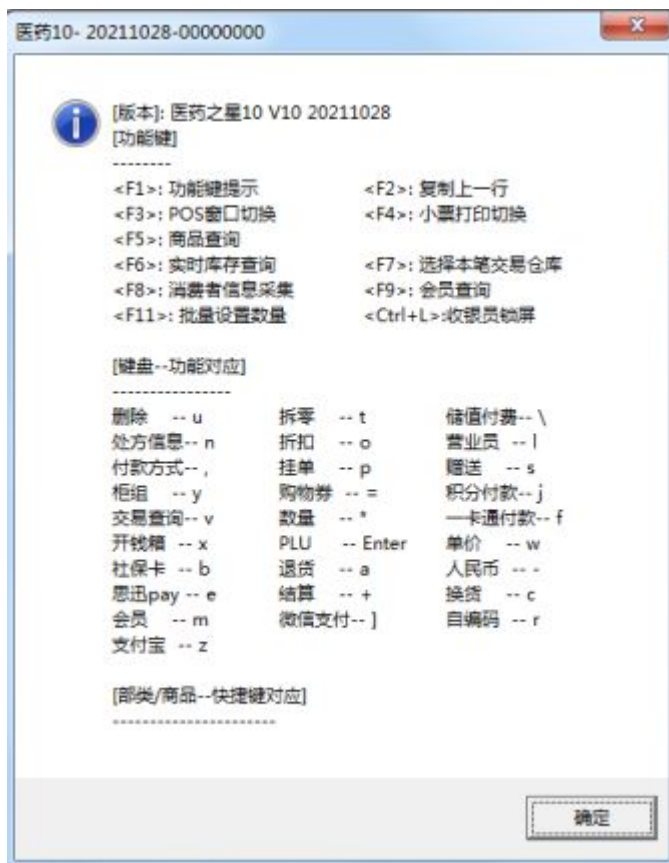 医药10- 20211028-00000000
[版本]: 医药之星10 V10 20211028
[功能键]
--------
<F1>: 功能键提示 <F2>: 复制上一行
<F3>: POS窗口切换 <F4>: 小票打印切换
<F5>: 商品查询
<F6>: 实时库存查询 <F7>: 选择本笔交易仓库
<F8>: 消费者信息采集 <F9>: 会员查询
<F11>: 批量设置数量 <Ctrl+L>:收银员锁屏
[键盘--功能对应]
----------------
删除 -- u 拆零 -- t 储值付费-- \
处方信息-- n 折扣 -- o 营业员 -- l
付款方式-- , 挂单 -- p 赠送 -- s
柜组 -- y 购物券 -- = 积分付款-- j
交易查询-- v 数量 -- * 一卡通付款-- f
开钱箱 -- x PLU -- Enter 单价 -- w
社保卡 -- b 退货 -- a 人民币 -- -
思迅pay -- e 结算 -- + 换货 -- c
会员 -- m 微信支付-- ] 自编码 -- r
支付宝 -- z
[部类/商品--快捷键对应]
----------------------
确定